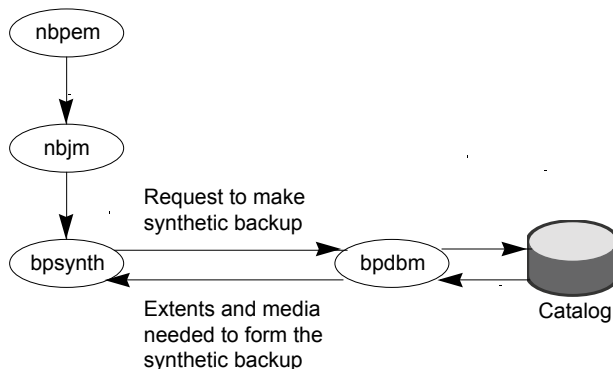 nbpem
nbjm
Request to make
synthetic backup
bpsynth
bpdbm
Catalog
Extents and media
needed to form the
synthetic backup